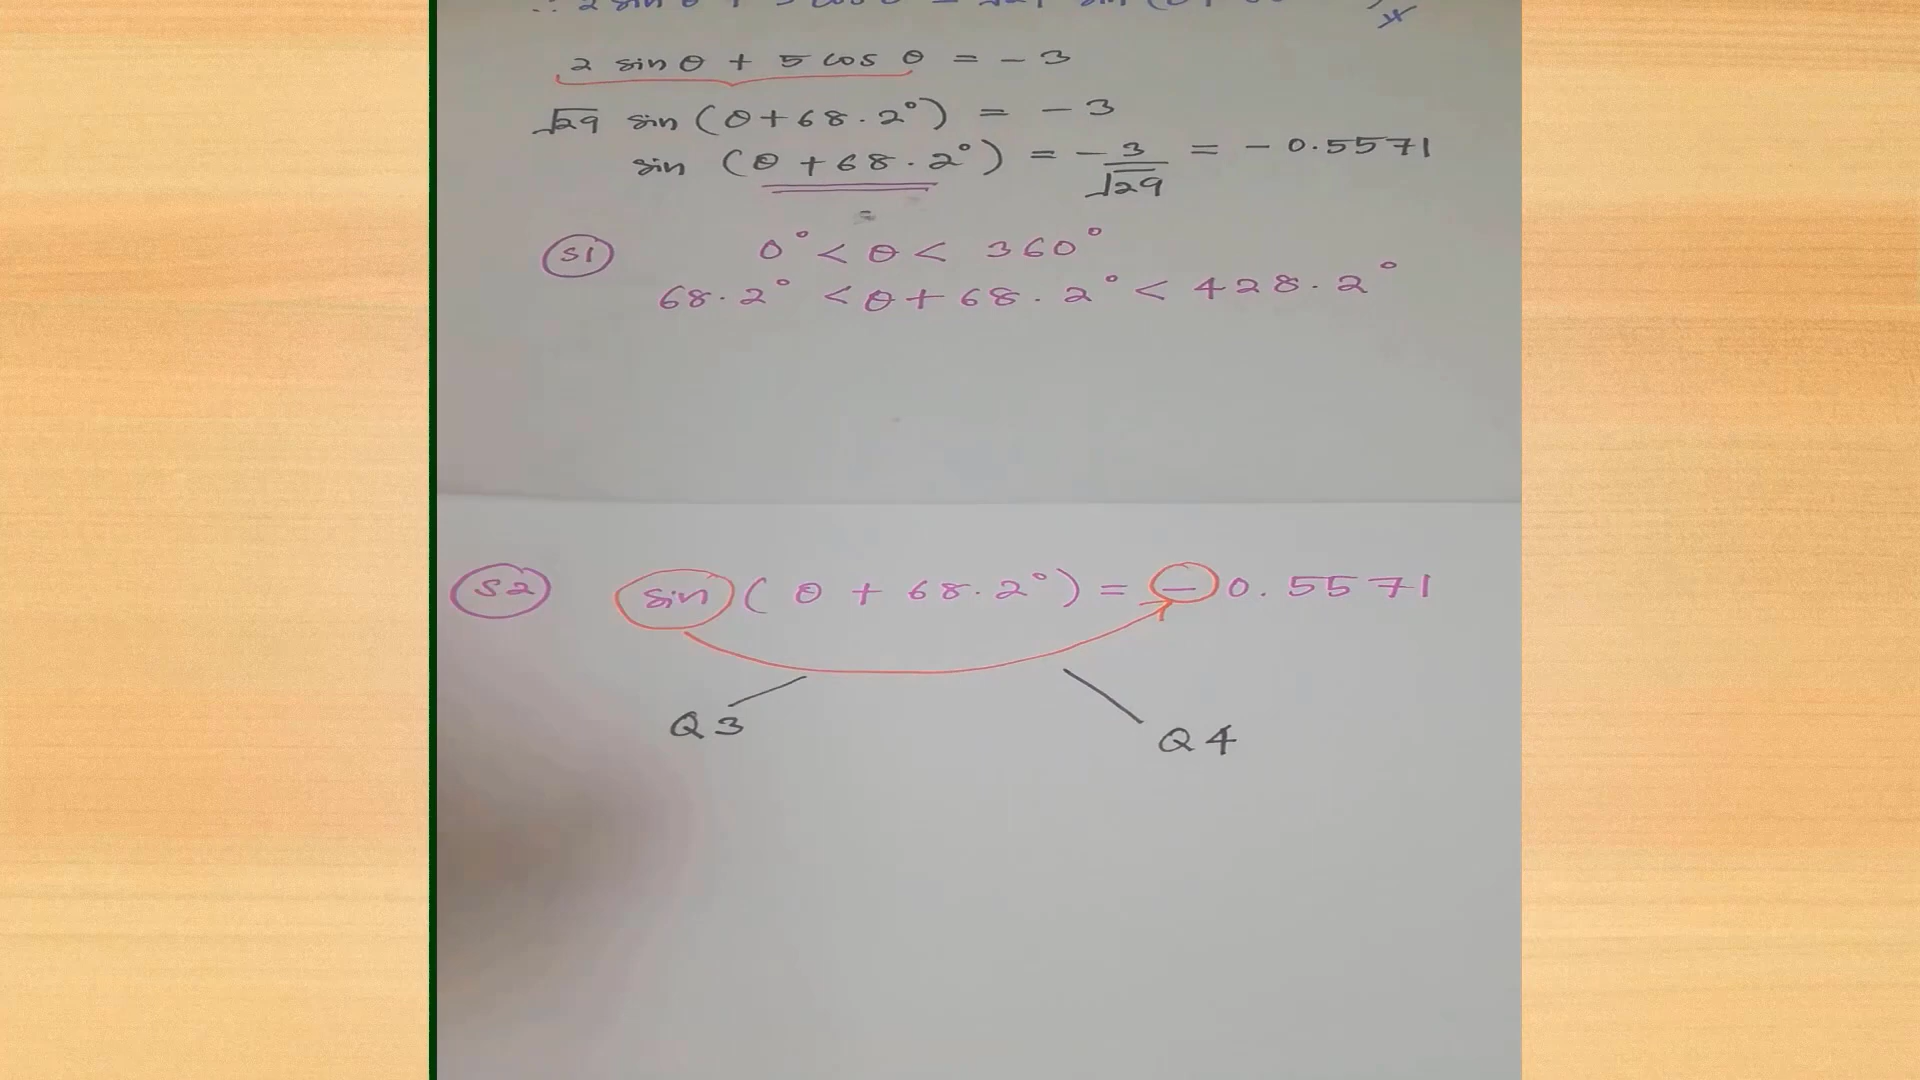 2 sin θ + 5 cos θ = - 3
√29 sin (θ + 68.2°) = - 3
sin (θ + 68.2°) = - 3/√29 = - 0.5571
S1 0° < θ < 360°
68.2° < θ + 68.2° < 428.2°
S2 sin (θ + 68.2°) = - 0.5571
Q3 Q4